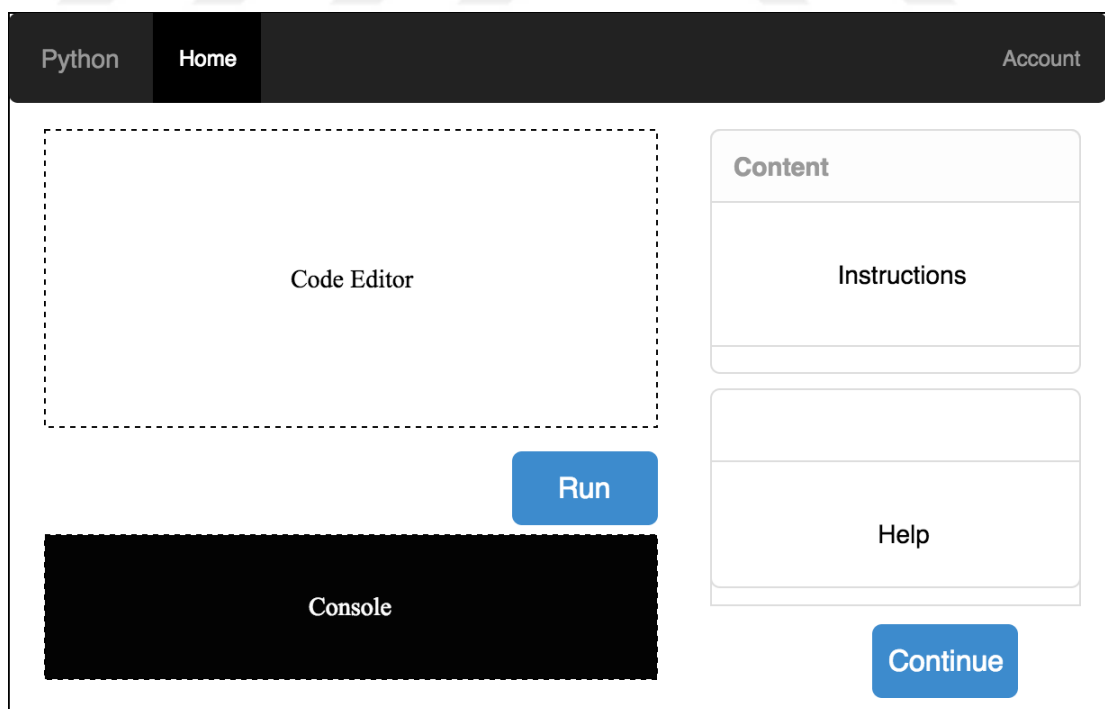 Python Home Account
Code Editor
Run
Console
Content
Instructions
Help
Continue